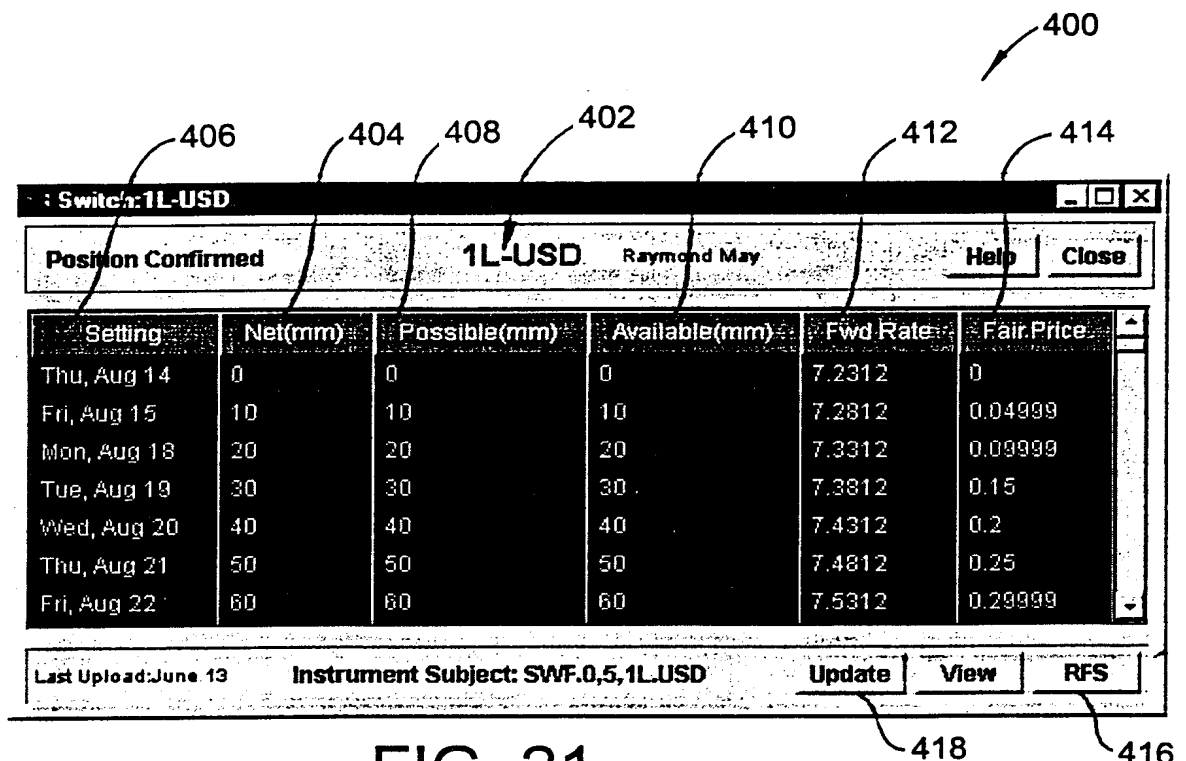 400
406 404 408 402 410 412 414
: Switch:1L-USD
Position Confirmed 1L-USD Raymond May Help Close
Setting Net(mm) Possible(mm) Available(mm) Fwd Rate Fair Price
Thu, Aug 14 0 0 0 7.2312 0
Fri, Aug 15 10 10 10 7.2812 0.04999
Mon, Aug 18 20 20 20 7.3312 0.09999
Tue, Aug 19 30 30 30 7.3812 0.15
Wed, Aug 20 40 40 40 7.4312 0.2
Thu, Aug 21 50 50 50 7.4812 0.25
Fri, Aug 22 60 60 60 7.5312 0.29999
Last Upload:June 13 Instrument Subject: SWF.0,5,1L.USD Update View RFS
418 416
FIG. 21